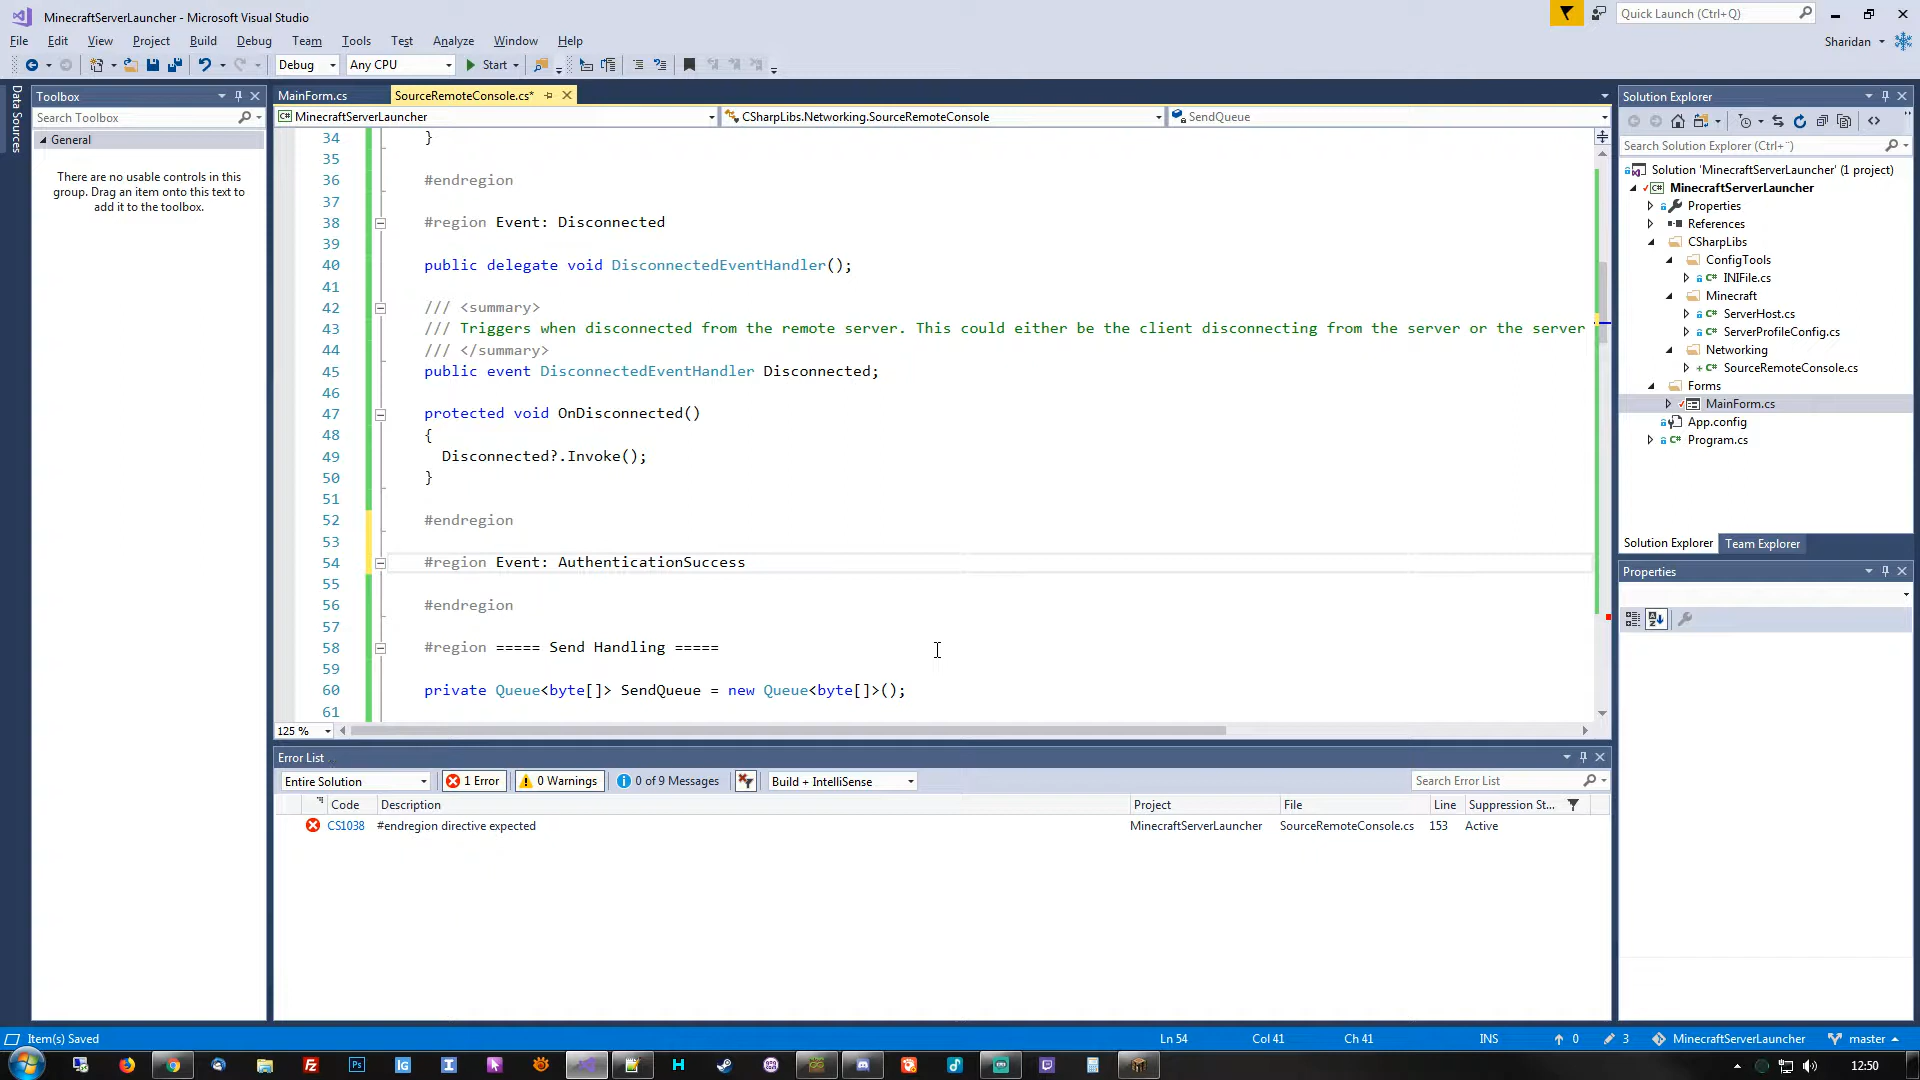 MinecraftServerLauncher - Microsoft Visual Studio
Quick Launch (Ctrl+Q)
File Edit View Project Build Debug Team Tools Test Analyze Window Help
Sharidan
Debug Any CPU Start
Data Sources
Toolbox
Search Toolbox
General
There are no usable controls in this
group. Drag an item onto this text to
add it to the toolbox.
MainForm.cs SourceRemoteConsole.cs*
MinecraftServerLauncher CSharpLibs.Networking.SourceRemoteConsole SendQueue
34 }
35
36 #endregion
37
38 #region Event: Disconnected
39
40 public delegate void DisconnectedEventHandler();
41
42 /// <summary>
43 /// Triggers when disconnected from the remote server. This could either be the client disconnecting from the server or the server
44 /// </summary>
45 public event DisconnectedEventHandler Disconnected;
46
47 protected void OnDisconnected()
48 {
49 Disconnected?.Invoke();
50 }
51
52 #endregion
53
54 #region Event: AuthenticationSuccess
55
56 #endregion
57
58 #region ===== Send Handling =====
59
60 private Queue<byte[]> SendQueue = new Queue<byte[]>();
61
125 %
Error List
Entire Solution 1 Error 0 Warnings 0 of 9 Messages Build + IntelliSense Search Error List
Code Description Project File Line Suppression St...
CS1038 #endregion directive expected MinecraftServerLauncher SourceRemoteConsole.cs 153 Active
Solution Explorer
Search Solution Explorer (Ctrl+¨)
Solution 'MinecraftServerLauncher' (1 project)
MinecraftServerLauncher
Properties
References
CSharpLibs
ConfigTools
INIFile.cs
Minecraft
ServerHost.cs
ServerProfileConfig.cs
Networking
SourceRemoteConsole.cs
Forms
MainForm.cs
App.config
Program.cs
Solution Explorer Team Explorer
Properties
Item(s) Saved Ln 54 Col 41 Ch 41 INS 0 3 MinecraftServerLauncher master
12:50